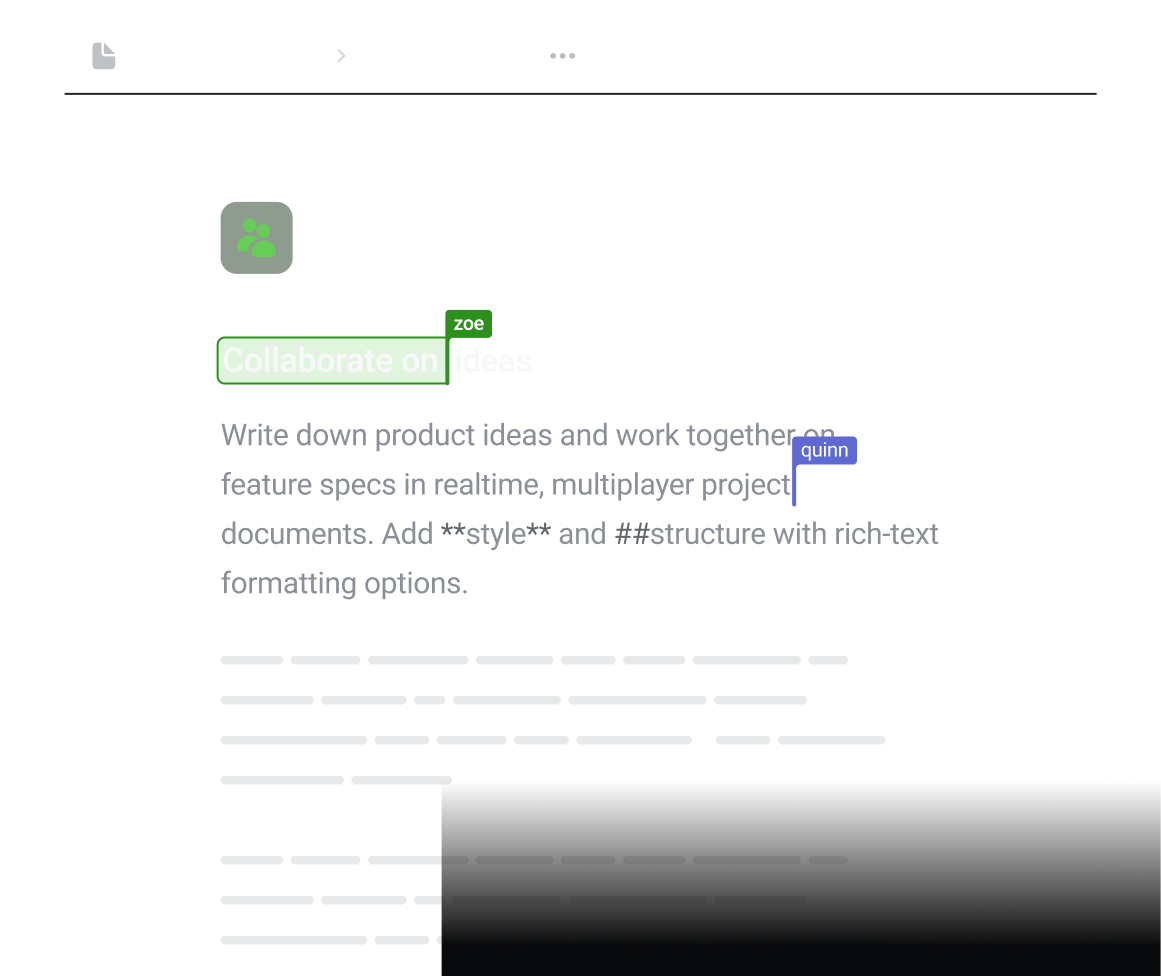 zoe
Collaborate on ideas
Write down product ideas and work together on
quinn
feature specs in realtime, multiplayer project
documents. Add **style** and ##structure with rich-text
formatting options.